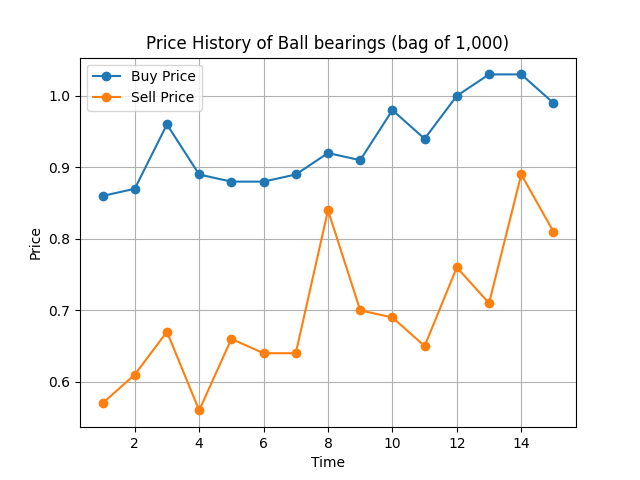 Price History of Ball bearings (bag of 1,000)
Buy Price
Sell Price
1.0
0.9
0.8
0.7
0.6
Price
2 4 6 8 10 12 14
Time